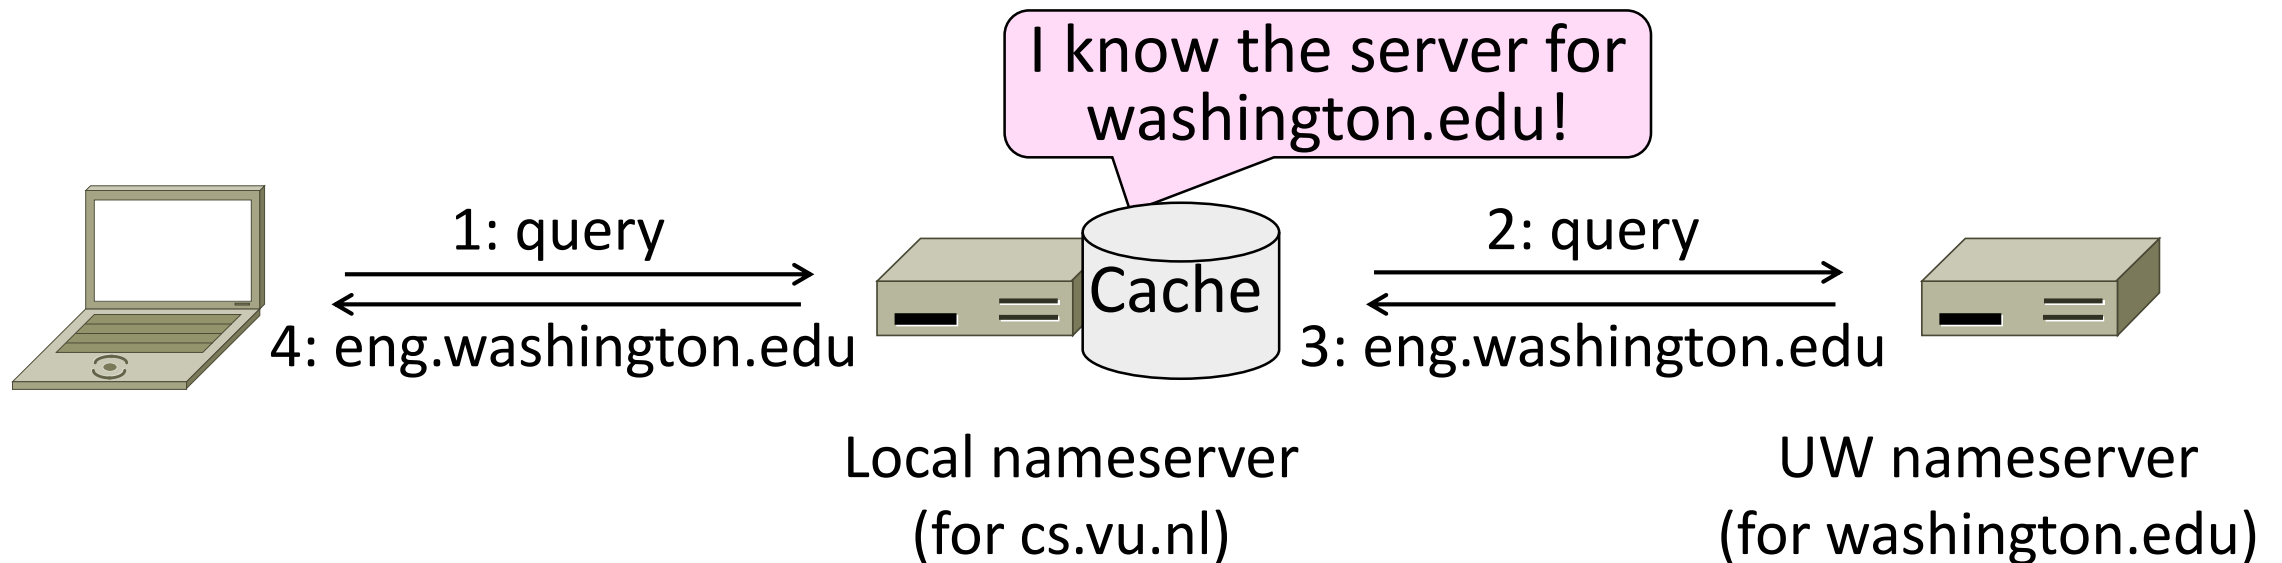 I know the server for
washington.edu!
1: query
2: query
Cache
4: eng.washington.edu
3: eng.washington.edu
Local nameserver
(for cs.vu.nl)
UW nameserver
(for washington.edu)